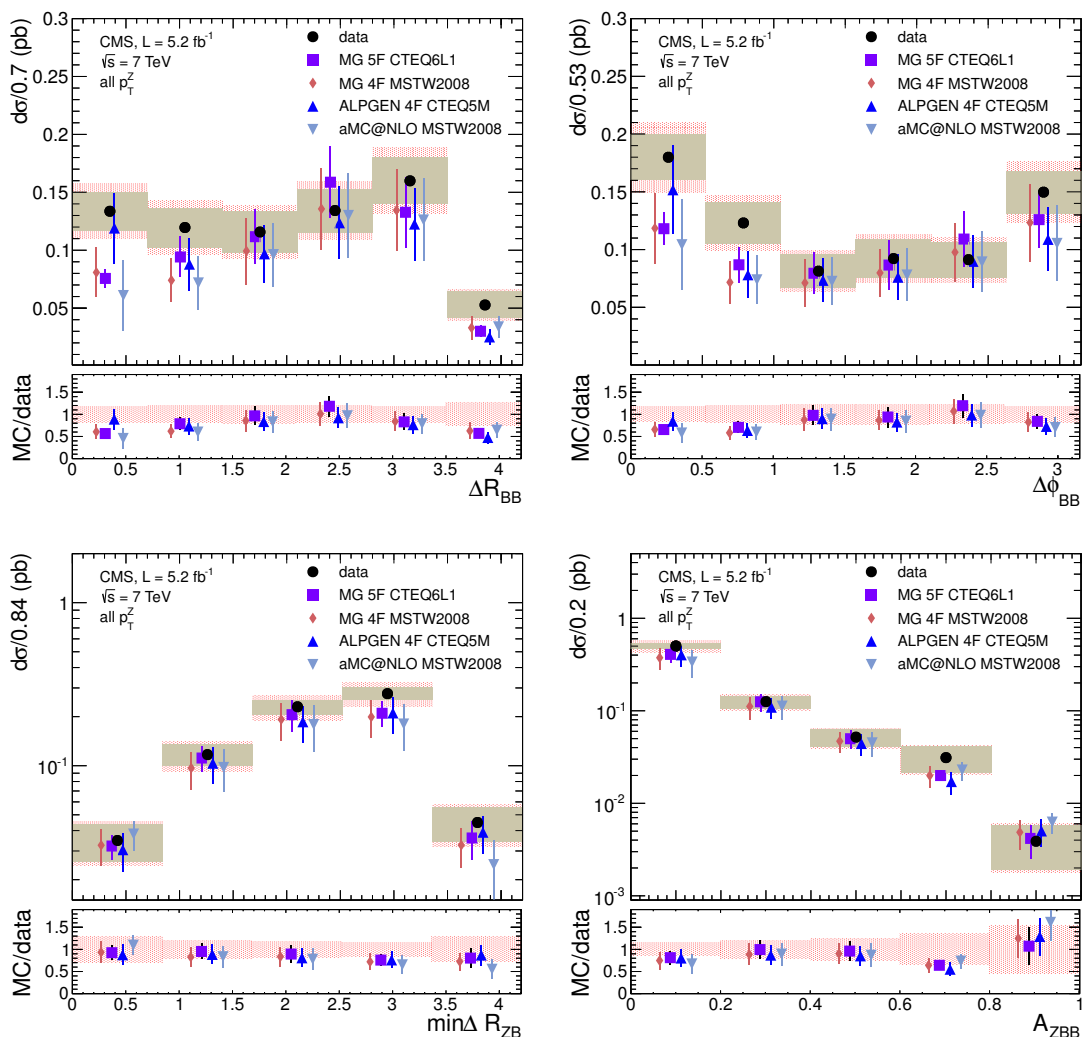 dσ/0.7 (pb)
0.3
0.25
0.2
0.15
0.1
0.05
CMS, L = 5.2 fb⁻¹
√s = 7 TeV
all p_T^Z
data
MG 5F CTEQ6L1
MG 4F MSTW2008
ALPGEN 4F CTEQ5M
aMC@NLO MSTW2008
MC/data
1.5
1
0.5
0
0 0.5 1 1.5 2 2.5 3 3.5 4
ΔR_BB
dσ/0.53 (pb)
0.3
0.25
0.2
0.15
0.1
0.05
CMS, L = 5.2 fb⁻¹
√s = 7 TeV
all p_T^Z
data
MG 5F CTEQ6L1
MG 4F MSTW2008
ALPGEN 4F CTEQ5M
aMC@NLO MSTW2008
MC/data
1.5
1
0.5
0
0 0.5 1 1.5 2 2.5 3
Δϕ_BB
dσ/0.84 (pb)
1
10⁻¹
CMS, L = 5.2 fb⁻¹
√s = 7 TeV
all p_T^Z
data
MG 5F CTEQ6L1
MG 4F MSTW2008
ALPGEN 4F CTEQ5M
aMC@NLO MSTW2008
MC/data
1.5
1
0.5
0
0 0.5 1 1.5 2 2.5 3 3.5 4
minΔ R_ZB
dσ/0.2 (pb)
1
10⁻¹
10⁻²
10⁻³
CMS, L = 5.2 fb⁻¹
√s = 7 TeV
all p_T^Z
data
MG 5F CTEQ6L1
MG 4F MSTW2008
ALPGEN 4F CTEQ5M
aMC@NLO MSTW2008
MC/data
1.5
1
0.5
0
0 0.2 0.4 0.6 0.8 1
A_ZBB